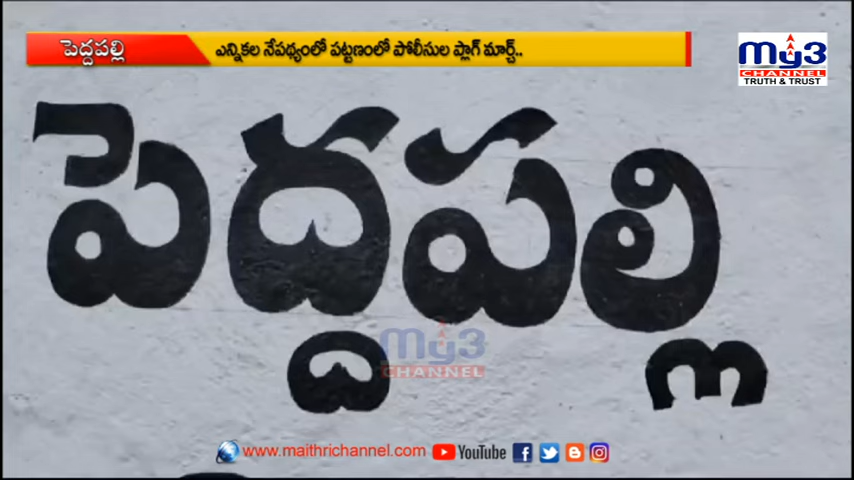 పెద్దపల్లి
ఎన్నికల నేపథ్యంలో పట్టణంలో పోలీసుల ప్లాగ్ మార్చ్..
my3
CHANNEL
TRUTH & TRUST
పెద్దపల్లి
my3
CHANNEL
www.maithrichannel.com YouTube